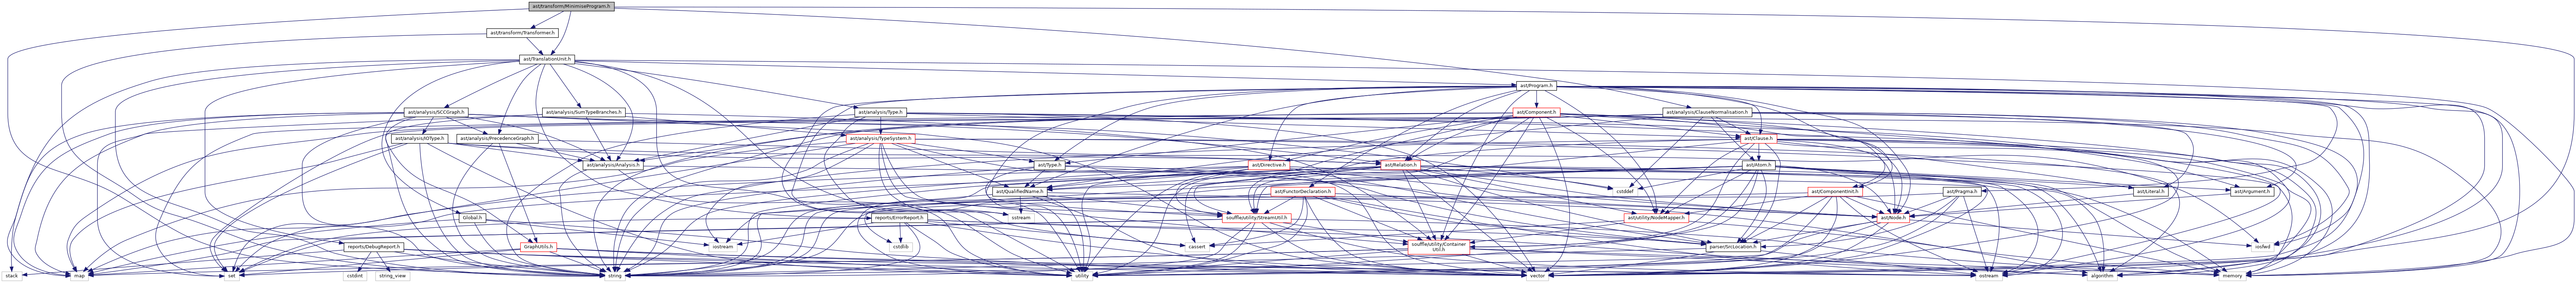 ast/transform/MinimiseProgram.h
ast/transform/Transformer.h
ast/TranslationUnit.h
ast/Program.h
ast/analysis/SCCGraph.h
ast/analysis/SumTypeBranches.h
ast/analysis/Type.h
ast/Component.h
ast/analysis/ClauseNormalisation.h
ast/analysis/IOType.h
ast/analysis/PrecedenceGraph.h
ast/analysis/TypeSystem.h
ast/Clause.h
ast/analysis/Analysis.h
ast/Type.h
ast/Directive.h
ast/Relation.h
ast/Atom.h
ast/QualifiedName.h
ast/FunctorDeclaration.h
cstddef
ast/ComponentInit.h
ast/Pragma.h
ast/Literal.h
ast/Argument.h
Global.h
reports/ErrorReport.h
sstream
souffle/utility/StreamUtil.h
ast/utility/NodeMapper.h
ast/Node.h
reports/DebugReport.h
GraphUtils.h
iostream
cstdlib
cassert
souffle/utility/Container
Util.h
parser/SrcLocation.h
iosfwd
stack
map
set
cstdint
string_view
string
utility
vector
ostream
algorithm
memory